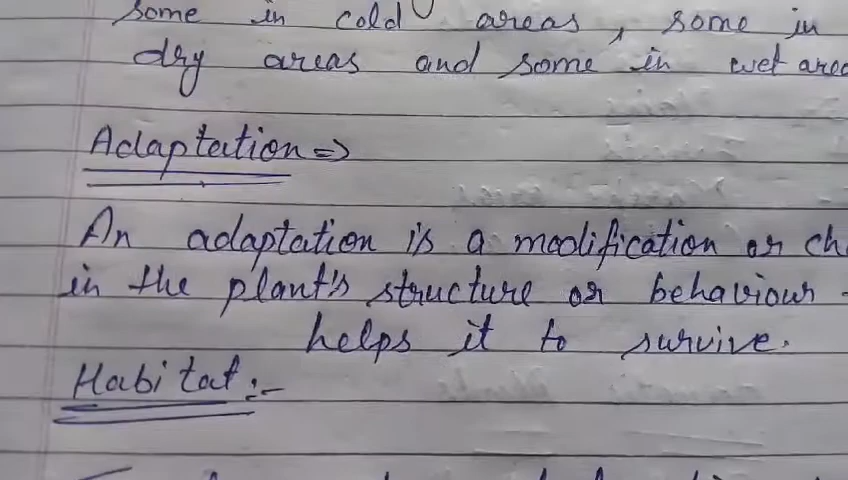 some in cold areas, some in
dry areas and some in wet
Adaptation =>
An adaptation is a modification or
in the plant's structure or behaviour
helps it to survive.
Habitat :-